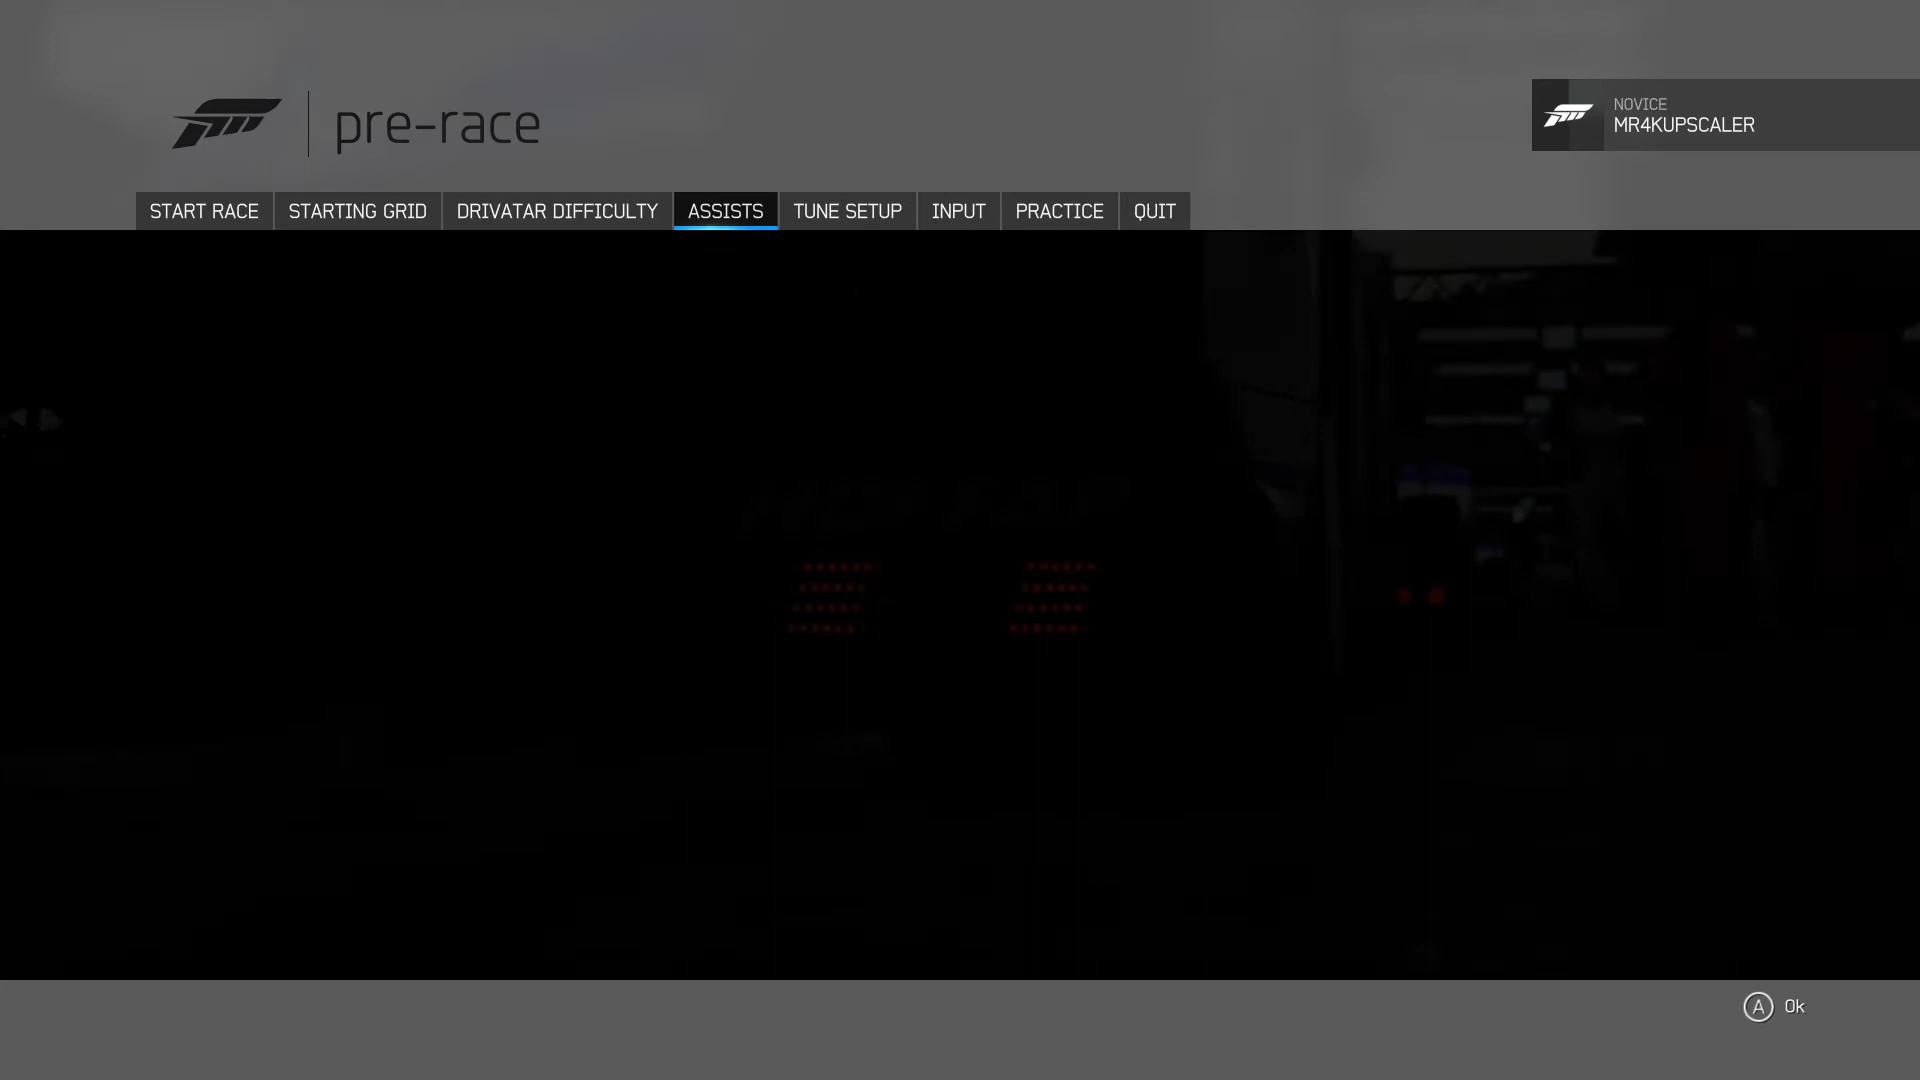 pre-race
NOVICE
MR4KUPSCALER
START RACE
STARTING GRID
DRIVATAR DIFFICULTY
ASSISTS
TUNE SETUP
INPUT
PRACTICE
QUIT
A Ok